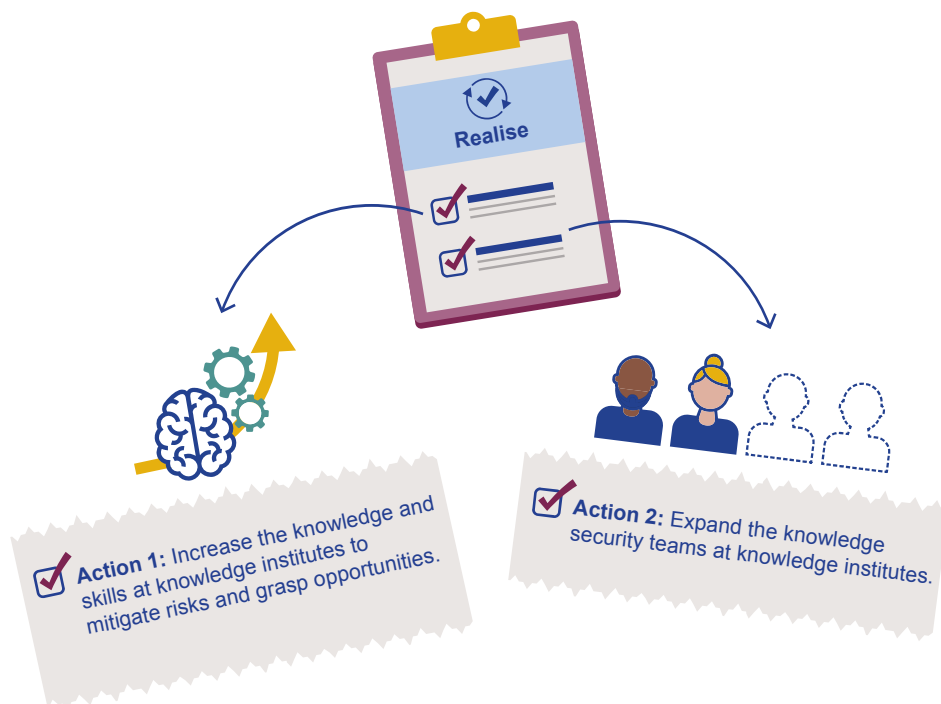 Realise
Action 1: Increase the knowledge and
skills at knowledge institutes to
mitigate risks and grasp opportunities.
Action 2: Expand the knowledge
security teams at knowledge institutes.